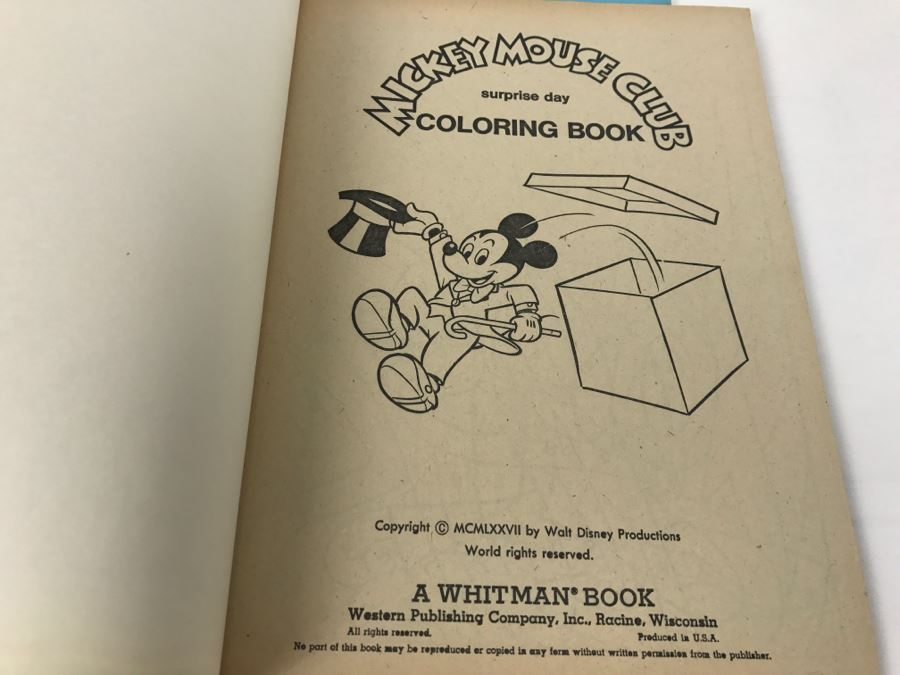 MICKEY MOUSE CLUB
surprise day
COLORING BOOK
Copyright © MCMLXXVII by Walt Disney Productions
World rights reserved.
A WHITMAN® BOOK
Western Publishing Company, Inc., Racine, Wisconsin
All rights reserved. Produced in U.S.A.
No part of this book may be reproduced or copied in any form without written permission from the publisher.